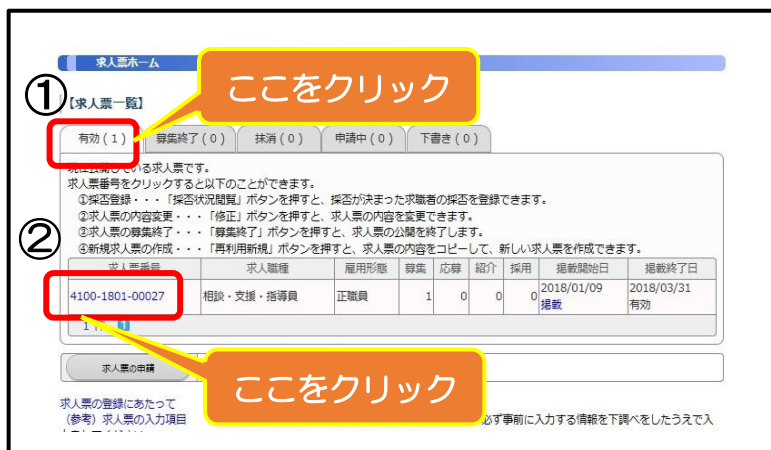 求人票ホーム
①
【求人票一覧】
ここをクリック
有効(1) 募集終了(0) 抹消(0) 申請中(0) 下書き(0)
現在公開している求人票です。
求人票番号をクリックすると以下のことができます。
①採否登録・・・「採否状況閲覧」ボタンを押すと、採否が決まった求職者の採否を登録できます。
②求人票の内容変更・・・「修正」ボタンを押すと、求人票の内容を変更できます。
③求人票の募集終了・・・「募集終了」ボタンを押すと、求人票の公開を終了します。
④新規求人票の作成・・・「再利用新規」ボタンを押すと、求人票の内容をコピーして、新しい求人票を作成できます。
②
求人票番号 求人職種 雇用形態 募集 応募 紹介 採用 掲載開始日 掲載終了日
4100-1801-00027 相談・支援・指導員 正職員 1 0 0 0 2018/01/09 2018/03/31
掲載 有効
1
求人票の申請
ここをクリック
求人票の登録にあたって
(参考)求人票の入力項目 必ず事前に入力する情報を下調べをしたうえで入